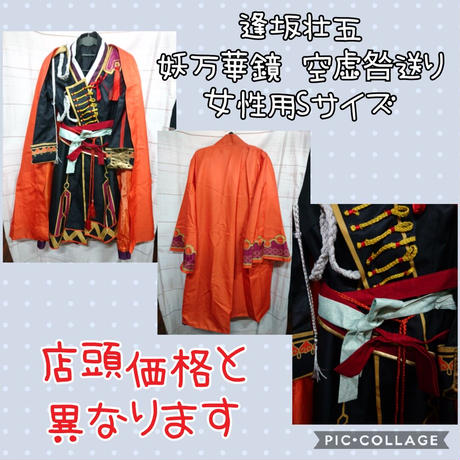 逢坂壮五
妖万華鏡 空虚咎送り
女性用Sサイズ
店頭価格と
異なります
PIC•COLLAGE